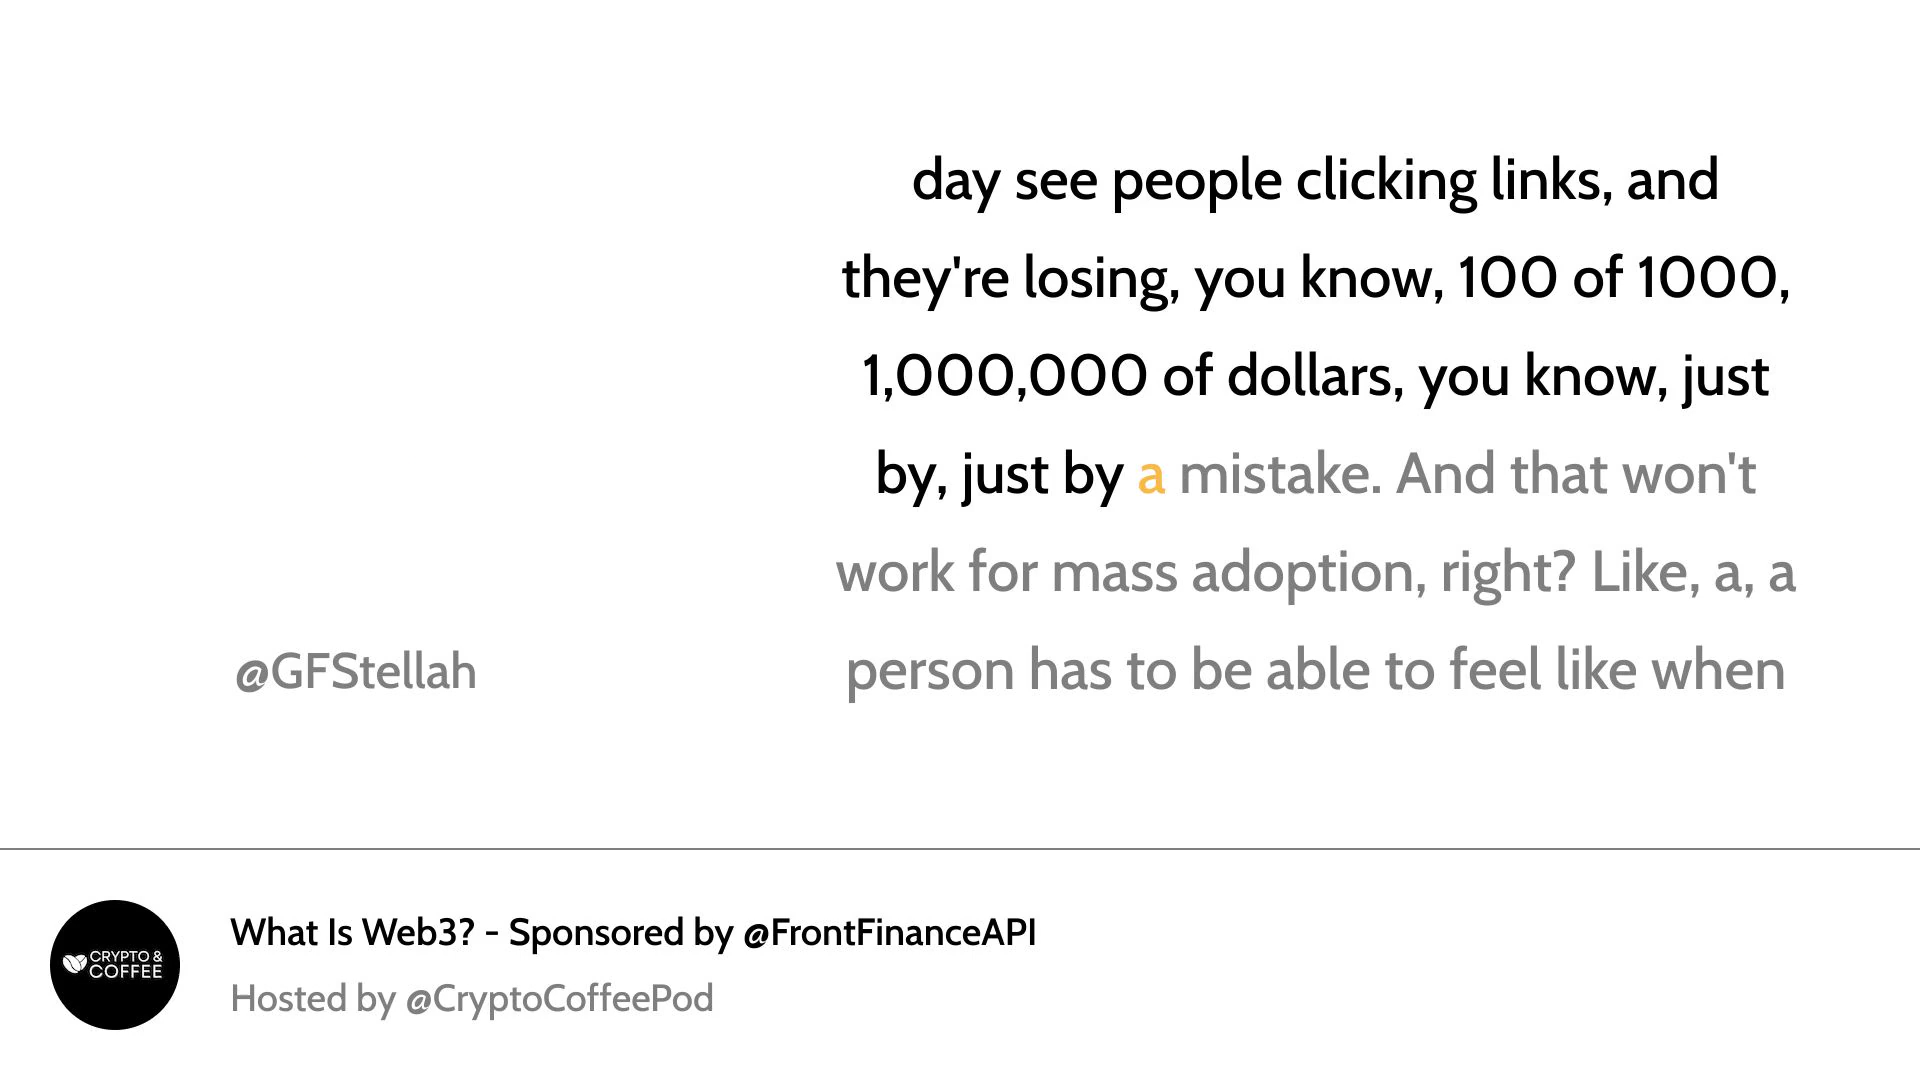 day see people clicking links, and
they're losing, you know, 100 of 1000,
1,000,000 of dollars, you know, just
by, just by a mistake. And that won't
work for mass adoption, right? Like, a, a
person has to be able to feel like when
@GFStellah
CRYPTO &
COFFEE
What Is Web3? - Sponsored by @FrontFinanceAPI
Hosted by @CryptoCoffeePod